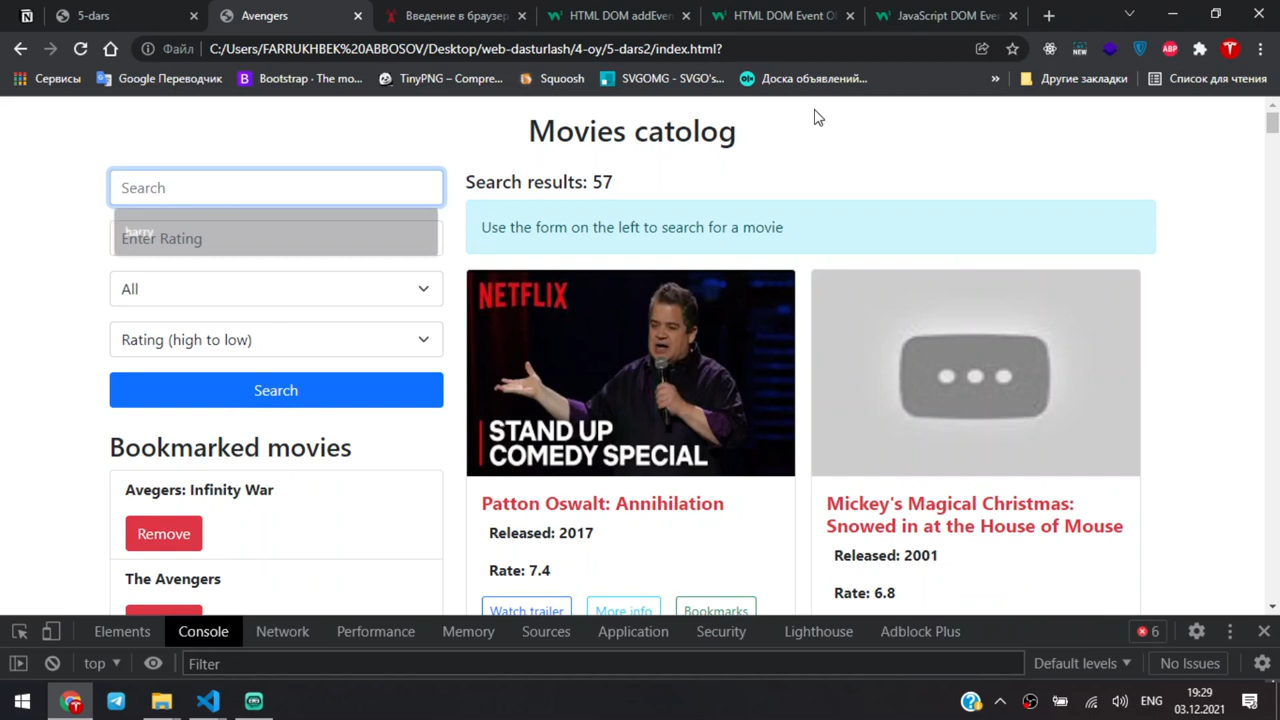 5-dars
Avengers
Введение в браузер
HTML DOM addEven
HTML DOM Event O
JavaScript DOM Eve
Файл
C:/Users/FARRUKHBEK%20ABBOSOV/Desktop/web-dasturlash/4-oy/5-dars2/index.html?
NEW
ABP
Сервисы
Google Переводчик
Bootstrap · The mo...
TinyPNG – Compre...
Squoosh
SVGOMG - SVGO's...
Доска объявлений...
»
Другие закладки
Список для чтения
Movies catolog
Search
harry
Enter Rating
All
Rating (high to low)
Search
Bookmarked movies
Avegers: Infinity War
Remove
The Avengers
Search results: 57
Use the form on the left to search for a movie
NETFLIX
STAND UP
COMEDY SPECIAL
Patton Oswalt: Annihilation
Released: 2017
Rate: 7.4
Watch trailer
More info
Bookmarks
Mickey's Magical Christmas:
Snowed in at the House of Mouse
Released: 2001
Rate: 6.8
Elements
Console
Network
Performance
Memory
Sources
Application
Security
Lighthouse
Adblock Plus
6
top
Filter
Default levels
No Issues
ENG
19:29
03.12.2021